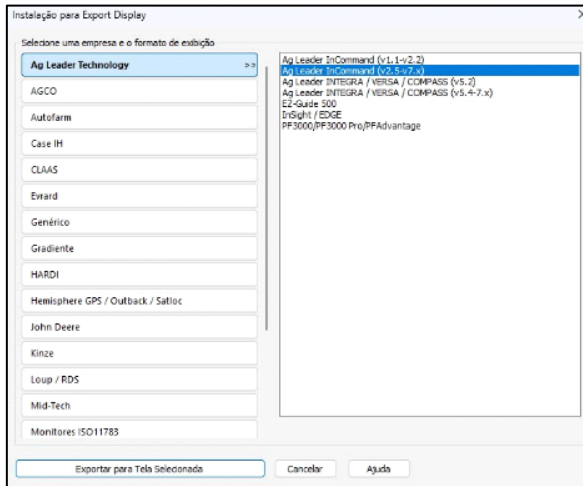 Instalação para Export Display
Selecione uma empresa e o formato de exibição
Ag Leader Technology >>
AGCO
Autofarm
Case IH
CLAAS
Evrard
Genérico
Gradiente
HARDI
Hemisphere GPS / Outback / Satloc
John Deere
Kinze
Loup / RDS
Mid-Tech
Monitores ISO11783
Ag Leader InCommand (v1.1-v2.2)
Ag Leader InCommand (v2.5-v7.x)
Ag Leader INTEGRA / VERSA / COMPASS (v5.2)
Ag Leader INTEGRA / VERSA / COMPASS (v5.4-7.x)
EZ-Guide 500
InSight / EDGE
PF3000/PF3000 Pro/PFAdvantage
Exportar para Tela Selecionada
Cancelar
Ajuda